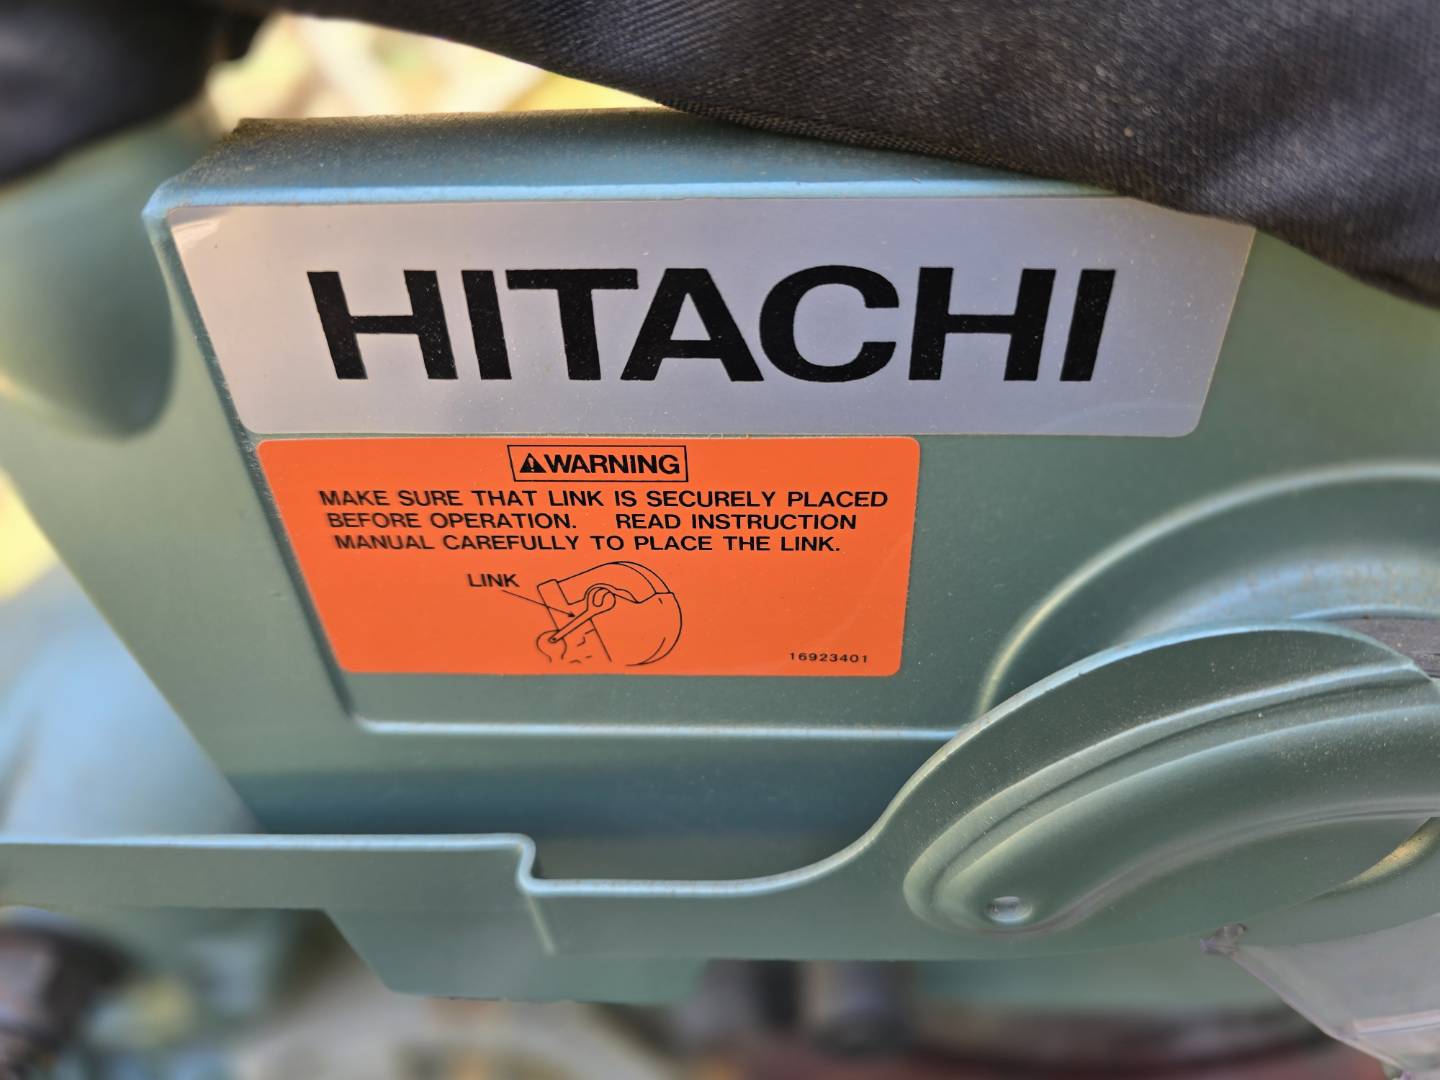 HITACHI
⚠WARNING
MAKE SURE THAT LINK IS SECURELY PLACED
BEFORE OPERATION. READ INSTRUCTION
MANUAL CAREFULLY TO PLACE THE LINK.
LINK
16923401